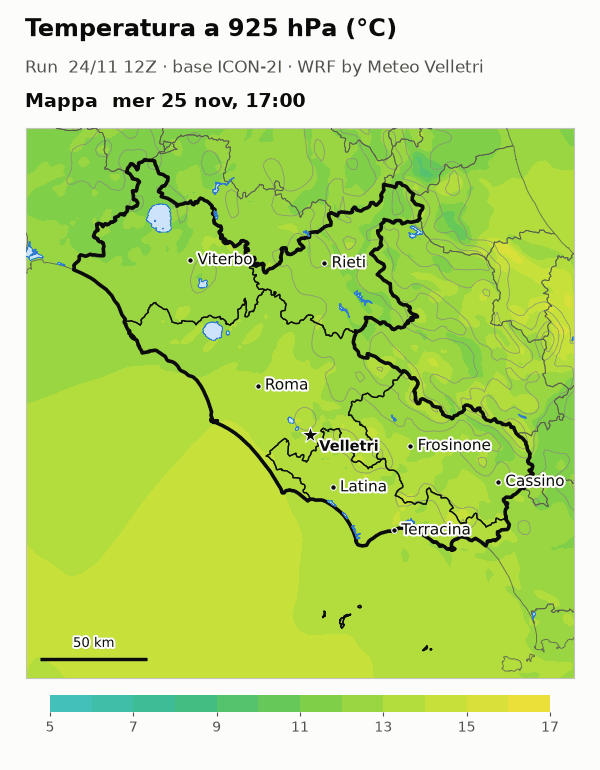 Temperatura a 925 hPa (°C)
Run  24/11 12Z · base ICON-2I · WRF by Meteo Velletri
Mappa  mer 25 nov, 17:00
Viterbo
Rieti
Roma
Velletri
Frosinone
Latina
Cassino
Terracina
50 km
5 7 9 11 13 15 17